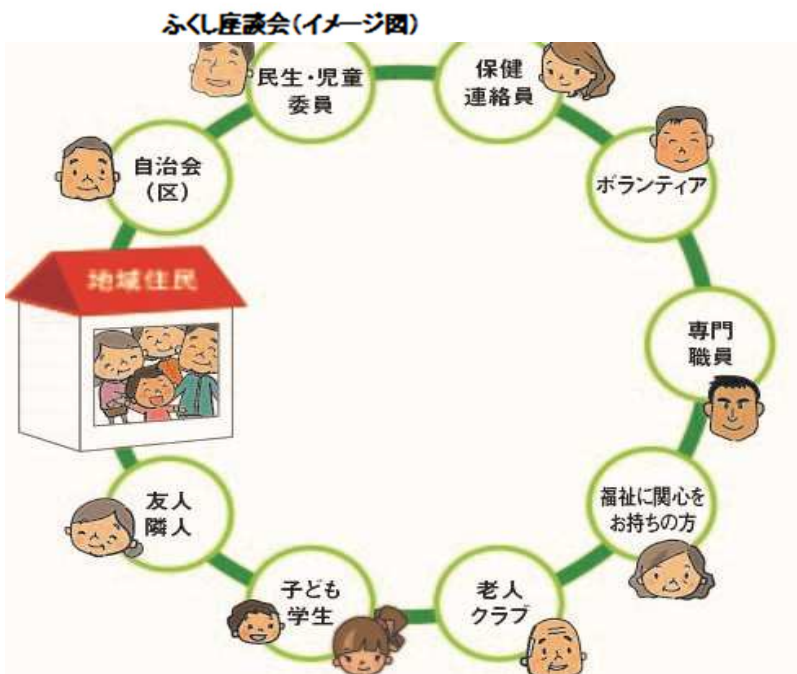 ふくし座談会(イメージ図)
民生・児童
委員
保健
連絡員
自治会
(区)
ボランティア
地域住民
専門
職員
友人
隣人
福祉に関心を
お持ちの方
子ども
学生
老人
クラブ